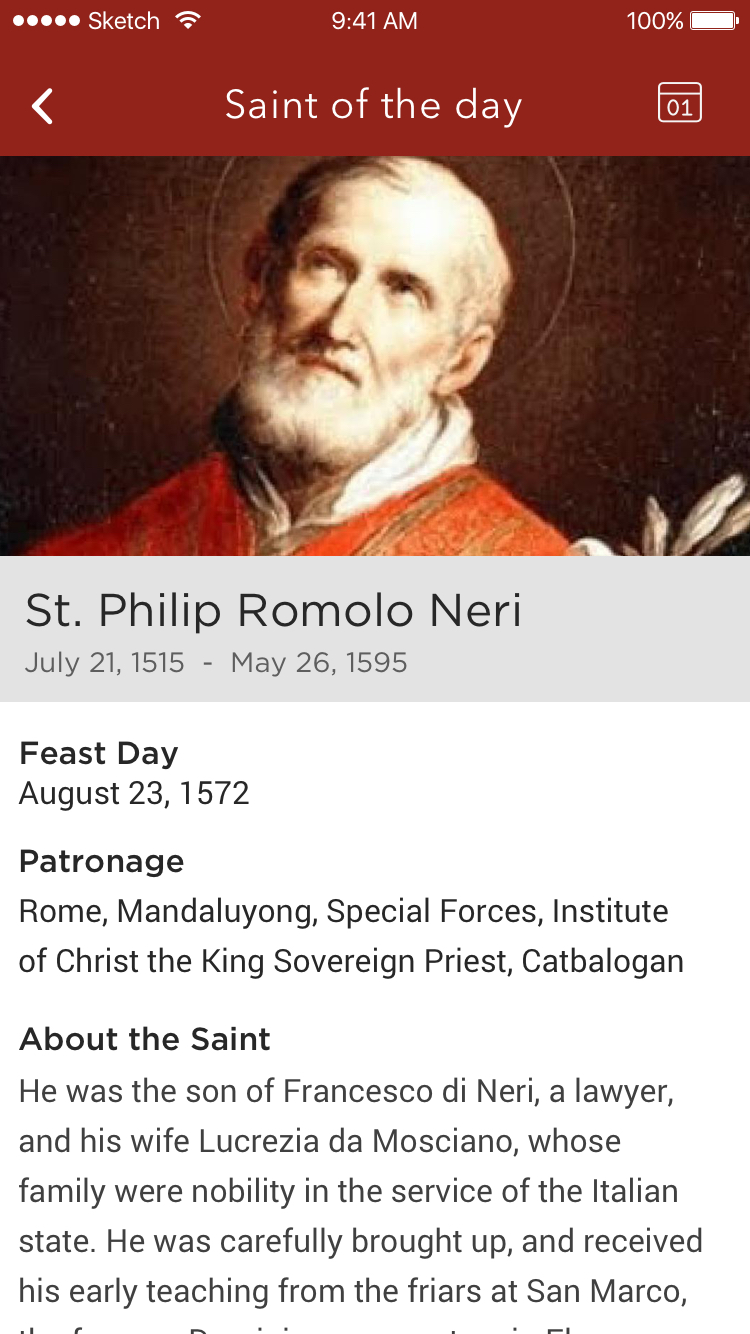 Sketch 9:41 AM 100%
Saint of the day
01
St. Philip Romolo Neri
July 21, 1515 - May 26, 1595
Feast Day
August 23, 1572
Patronage
Rome, Mandaluyong, Special Forces, Institute
of Christ the King Sovereign Priest, Catbalogan
About the Saint
He was the son of Francesco di Neri, a lawyer,
and his wife Lucrezia da Mosciano, whose
family were nobility in the service of the Italian
state. He was carefully brought up, and received
his early teaching from the friars at San Marco,